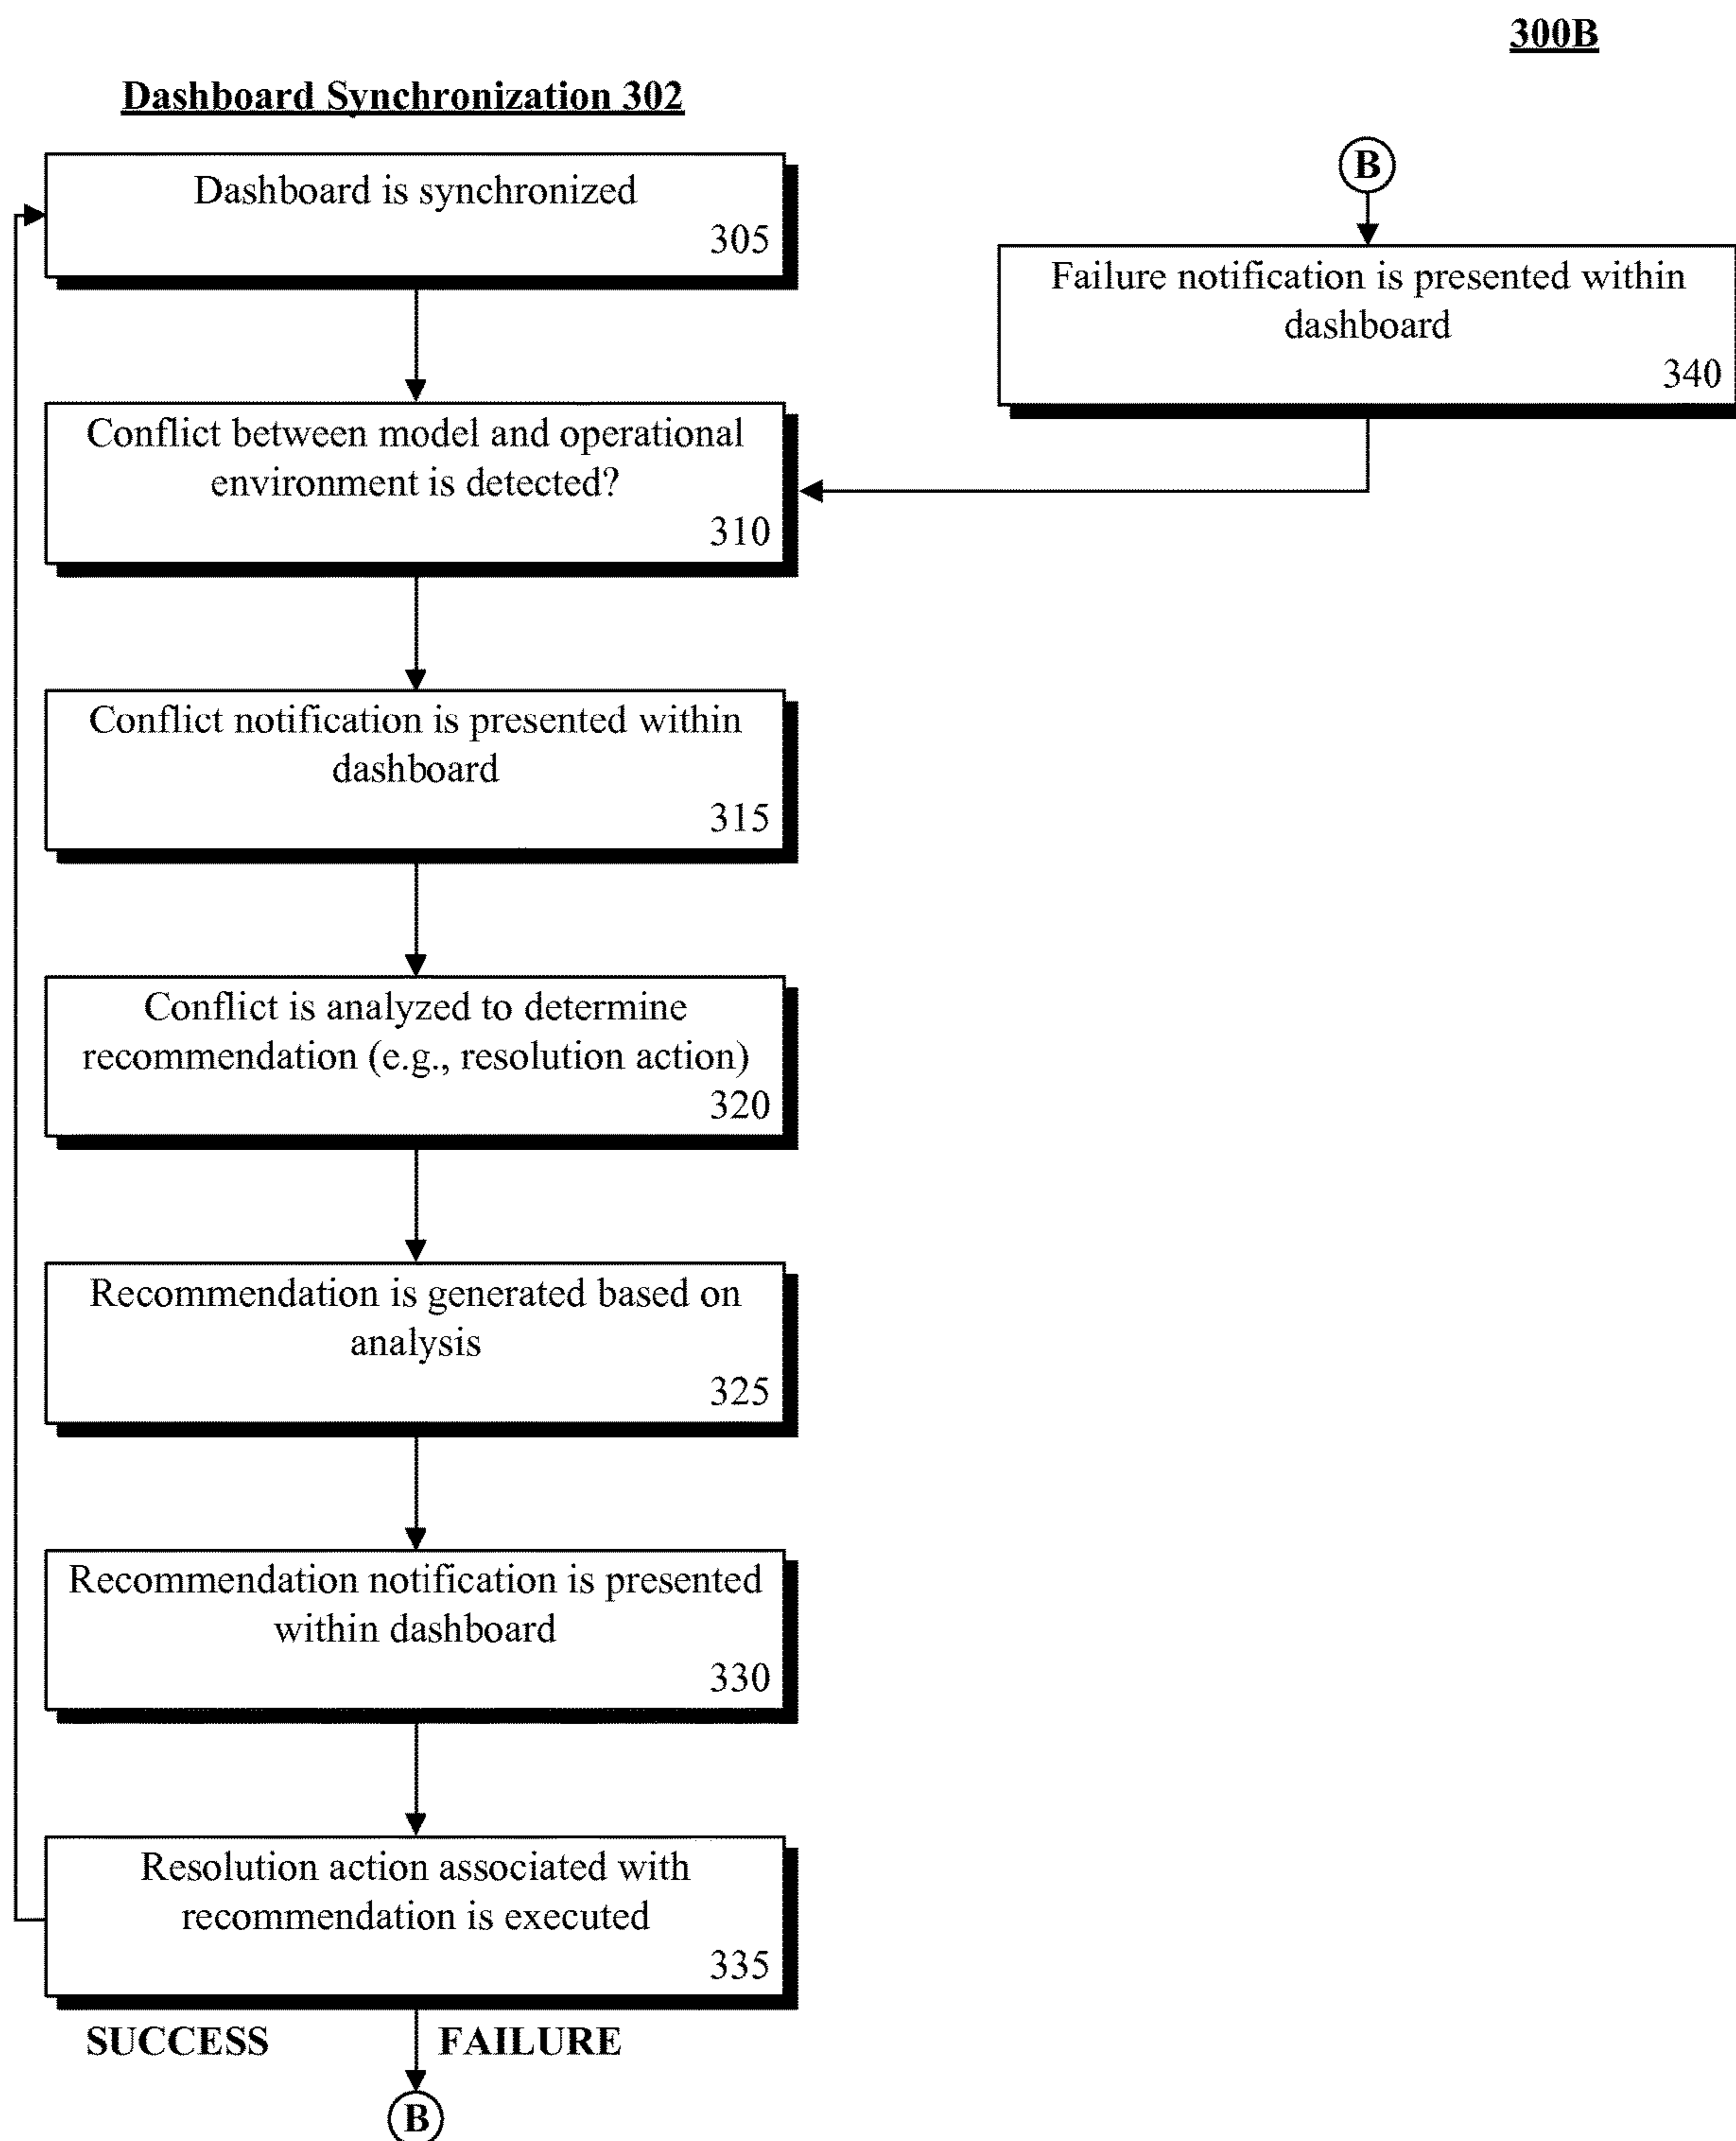 300B
Dashboard Synchronization 302
Dashboard is synchronized
305
Conflict between model and operational
environment is detected?
310
Conflict notification is presented within
dashboard
315
Conflict is analyzed to determine
recommendation (e.g., resolution action)
320
Recommendation is generated based on
analysis
325
Recommendation notification is presented
within dashboard
330
Resolution action associated with
recommendation is executed
335
SUCCESS
FAILURE
B
B
Failure notification is presented within
dashboard
340